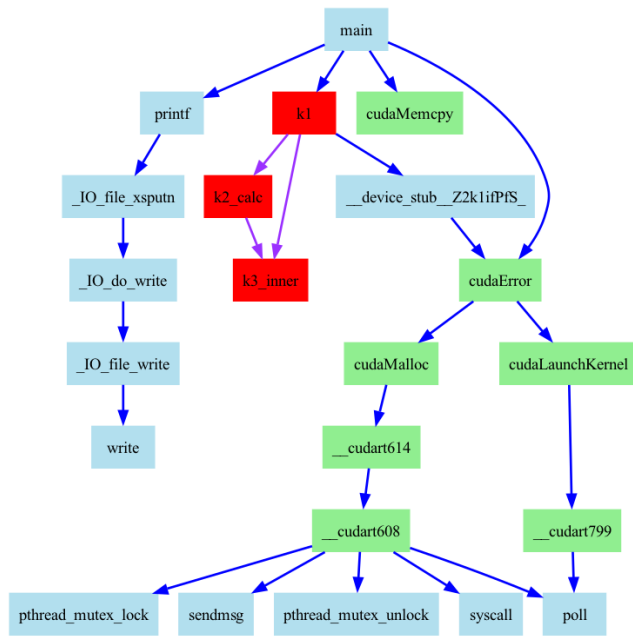 main
printf
k1
cudaMemcpy
_IO_file_xsputn
k2_calc
__device_stub__Z2k1ifPfS_
_IO_do_write
k3_inner
cudaError
_IO_file_write
cudaMalloc
cudaLaunchKernel
write
__cudart614
__cudart608
__cudart799
pthread_mutex_lock
sendmsg
pthread_mutex_unlock
syscall
poll